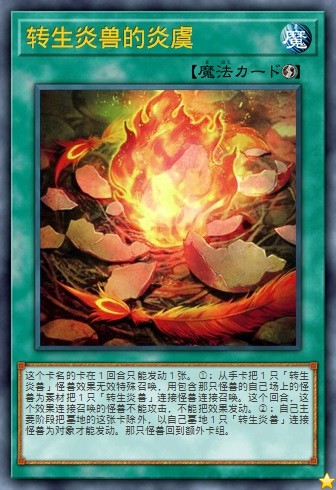 转生炎兽的炎虞
魔
【魔法カード】
这个卡名的卡在1回合只能发动1张。①：从手卡把1只「转生
炎兽」怪兽效果无效特殊召唤，用包含那只怪兽的自己场上的怪
兽为素材把1只「转生炎兽」连接怪兽连接召唤。这个回合，这
个效果连接召唤的怪兽不能攻击，不能把效果发动。②：自己主
要阶段把墓地的这张卡除外，以自己墓地1只「转生炎兽」连接
怪兽为对象才能发动。那只怪兽回到额外卡组。